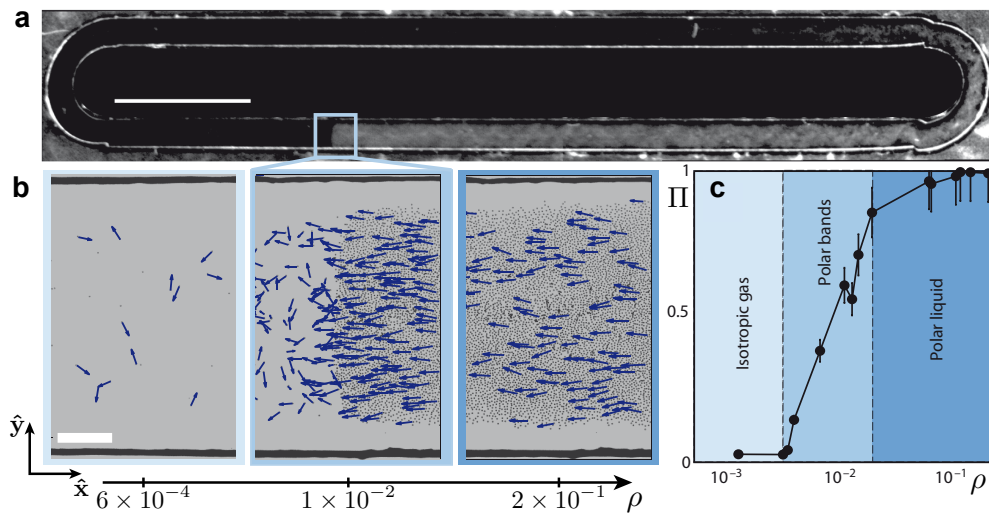 a
b
ŷ
x̂
6 × 10⁻⁴
1 × 10⁻²
2 × 10⁻¹
ρ
Π
c
1
0.5
0
Isotropic gas
Polar bands
Polar liquid
10⁻³
10⁻²
10⁻¹
ρ